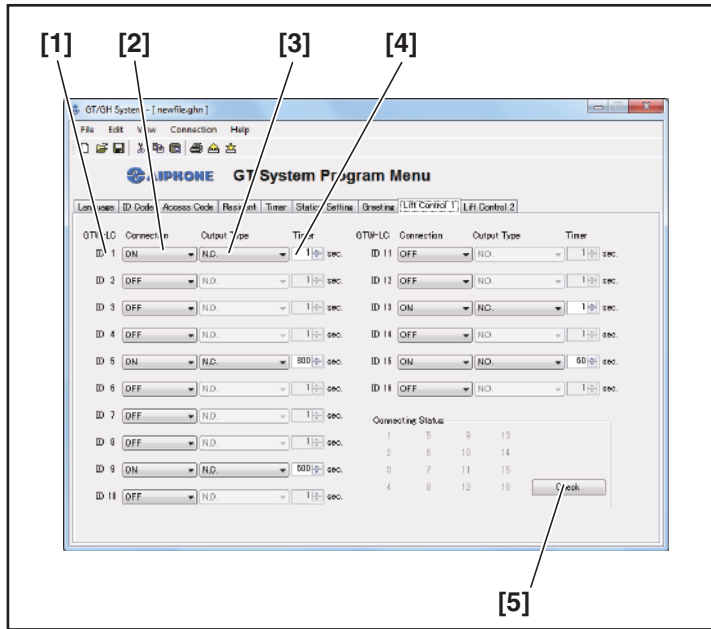 [1] [2] [3] [4]
GT/GH System - [ newfile.ghn ]
File Edit View Connection Help
AIPHONE GT System Program Menu
Language ID Code Access Code Resident Timer Station Setting Greeting Lift Control 1 Lift Control 2
GTW-LC Connection Output Type Timer GTW-LC Connection Output Type Timer
ID 1 ON N.C. 1 sec. ID 11 OFF N.O. 1 sec.
ID 2 OFF N.O. 1 sec. ID 12 OFF N.O. 1 sec.
ID 3 OFF N.O. 1 sec. ID 13 ON N.C. 1 sec.
ID 4 OFF N.O. 1 sec. ID 14 OFF N.O. 1 sec.
ID 5 ON N.C. 800 sec. ID 15 ON N.O. 60 sec.
ID 6 OFF N.O. 1 sec. ID 16 OFF N.O. 1 sec.
ID 7 OFF N.O. 1 sec.
Connecting Status
ID 8 OFF N.O. 1 sec.
1 5 9 13
2 6 10 14
ID 9 ON N.C. 600 sec.
3 7 11 15
4 8 12 16 Check
ID 10 OFF N.O. 1 sec.
[5]